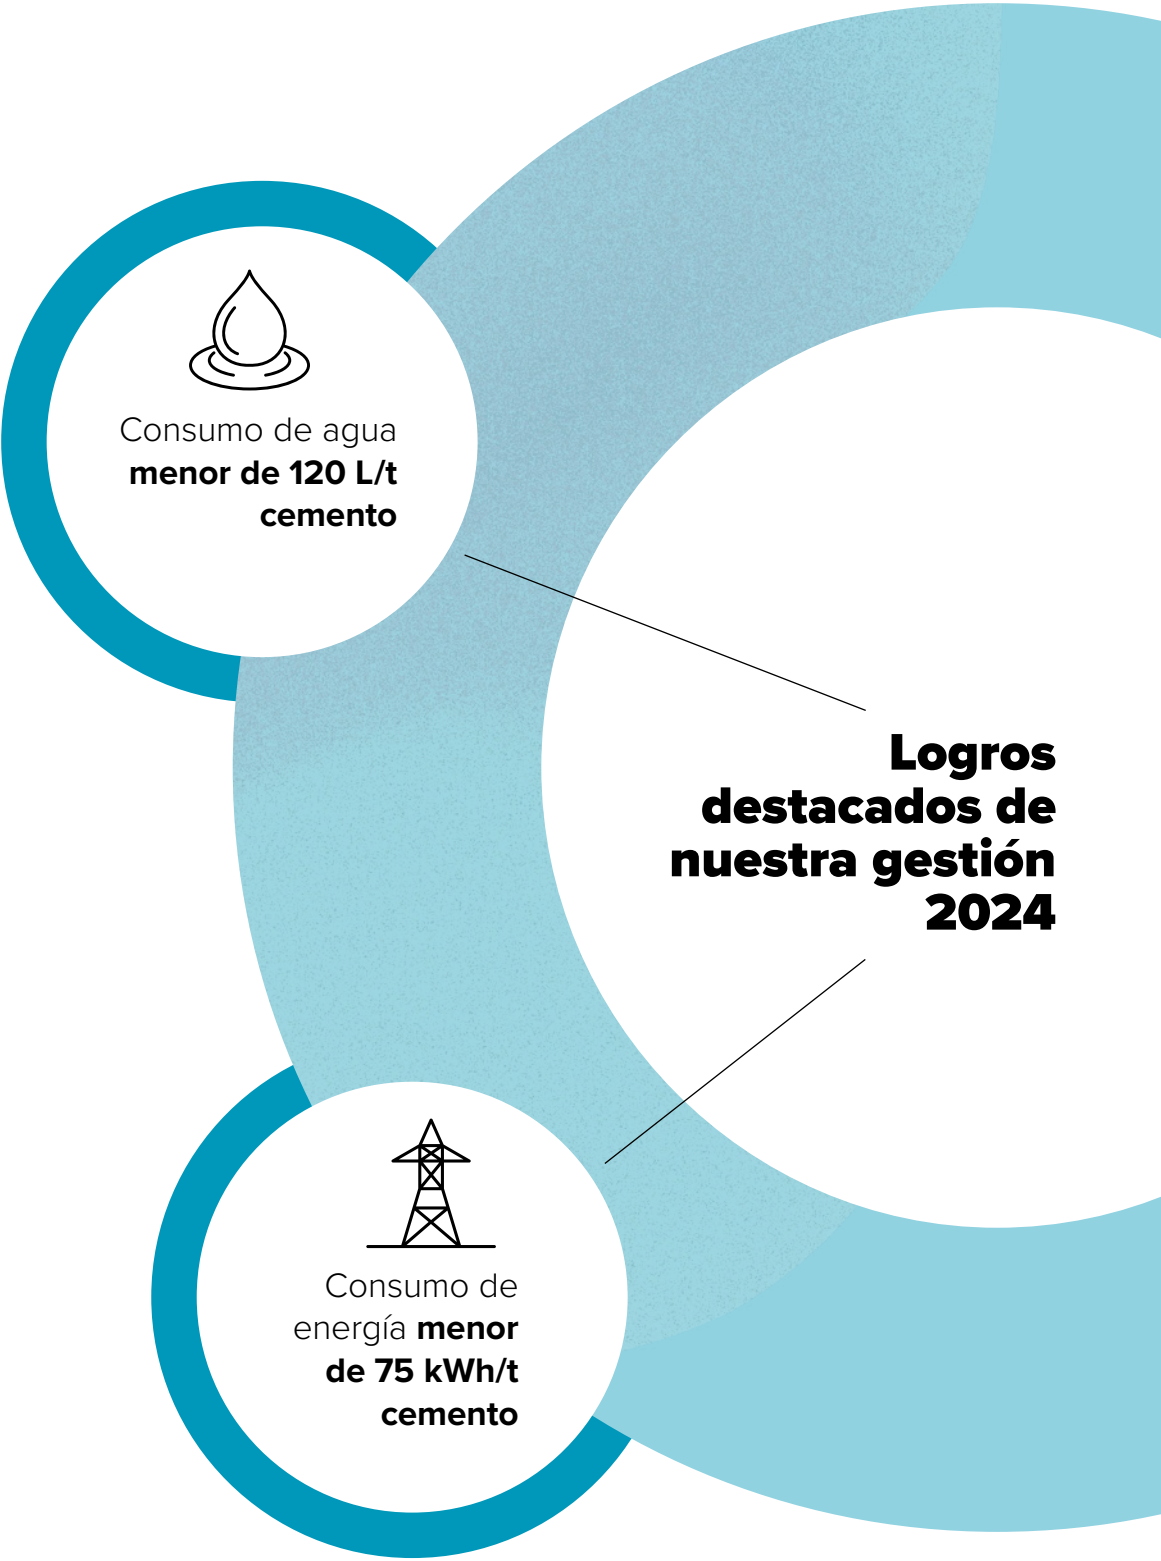 Consumo de agua
menor de 120 L/t
cemento
Logros
destacados de
nuestra gestión
2024
Consumo de
energía menor
de 75 kWh/t
cemento